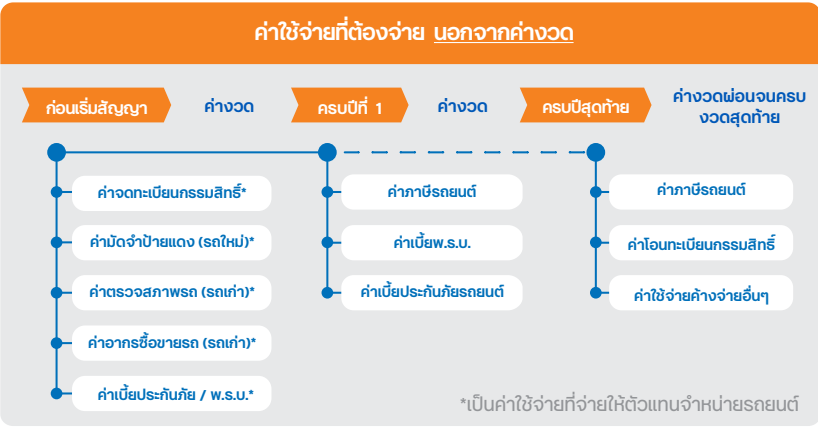 ค่าใช้จ่ายที่ต้องจ่าย นอกจากค่างวด
ก่อนเริ่มสัญญา
ค่างวด
ครบปีที่ 1
ค่างวด
ครบปีสุดท้าย
ค่างวดผ่อนจนครบ
งวดสุดท้าย
ค่าจดทะเบียนกรรมสิทธิ์*
ค่ามัดจำป้ายแดง (รถใหม่)*
ค่าตรวจสภาพรถ (รถเก่า)*
ค่าอากรซื้อขายรถ (รถเก่า)*
ค่าเบี้ยประกันภัย / พ.ร.บ.*
ค่าภาษีรถยนต์
ค่าเบี้ยพ.ร.บ.
ค่าเบี้ยประกันภัยรถยนต์
ค่าภาษีรถยนต์
ค่าโอนทะเบียนกรรมสิทธิ์
ค่าใช้จ่ายค้างจ่ายอื่นๆ
*เป็นค่าใช้จ่ายที่จ่ายให้ตัวแทนจำหน่ายรถยนต์